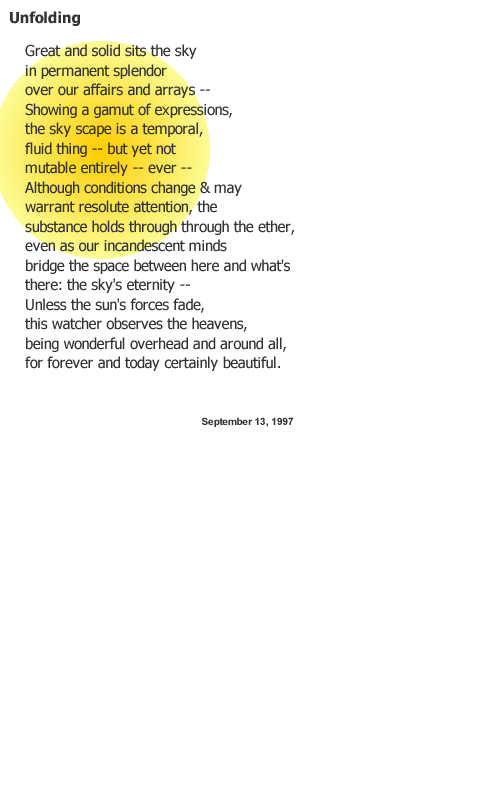 Unfolding
Great and solid sits the sky
in permanent splendor
over our affairs and arrays --
Showing a gamut of expressions,
the sky scape is a temporal,
fluid thing -- but yet not
mutable entirely -- ever --
Although conditions change & may
warrant resolute attention, the
substance holds through through the ether,
even as our incandescent minds
bridge the space between here and what's
there: the sky's eternity --
Unless the sun's forces fade,
this watcher observes the heavens,
being wonderful overhead and around all,
for forever and today certainly beautiful.
September 13, 1997